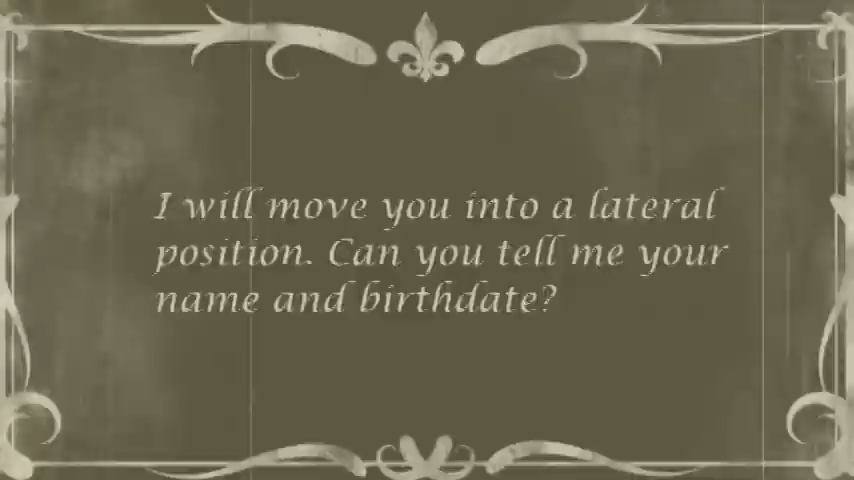 I will move you into a lateral
position. Can you tell me your
name and birthdate?